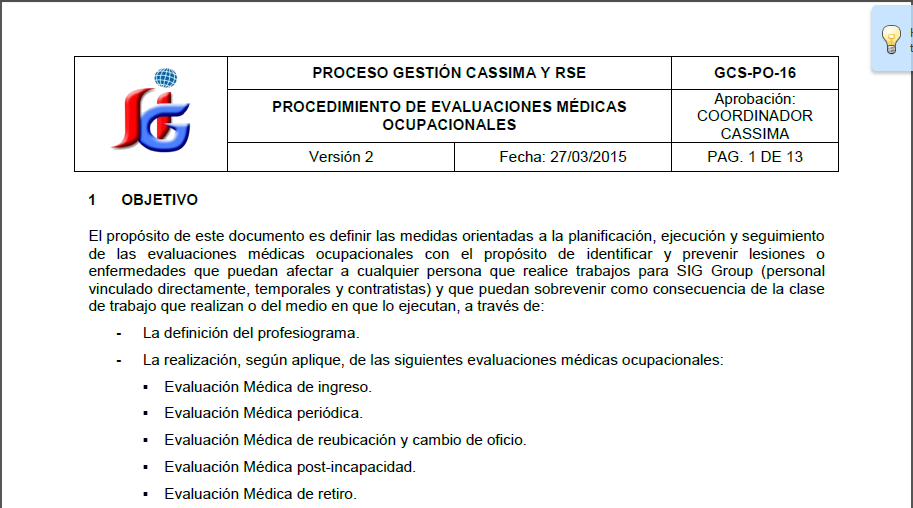 PROCESO GESTIÓN CASSIMA Y RSE
GCS-PO-16
PROCEDIMIENTO DE EVALUACIONES MÉDICAS
OCUPACIONALES
Aprobación:
COORDINADOR
CASSIMA
Versión 2
Fecha: 27/03/2015
PAG. 1 DE 13
SIG
1 OBJETIVO
El propósito de este documento es definir las medidas orientadas a la planificación, ejecución y seguimiento
de las evaluaciones médicas ocupacionales con el propósito de identificar y prevenir lesiones o
enfermedades que puedan afectar a cualquier persona que realice trabajos para SIG Group (personal
vinculado directamente, temporales y contratistas) y que puedan sobrevenir como consecuencia de la clase
de trabajo que realizan o del medio en que lo ejecutan, a través de:
- La definición del profesiograma.
- La realización, según aplique, de las siguientes evaluaciones médicas ocupacionales:
▪ Evaluación Médica de ingreso.
▪ Evaluación Médica periódica.
▪ Evaluación Médica de reubicación y cambio de oficio.
▪ Evaluación Médica post-incapacidad.
▪ Evaluación Médica de retiro.